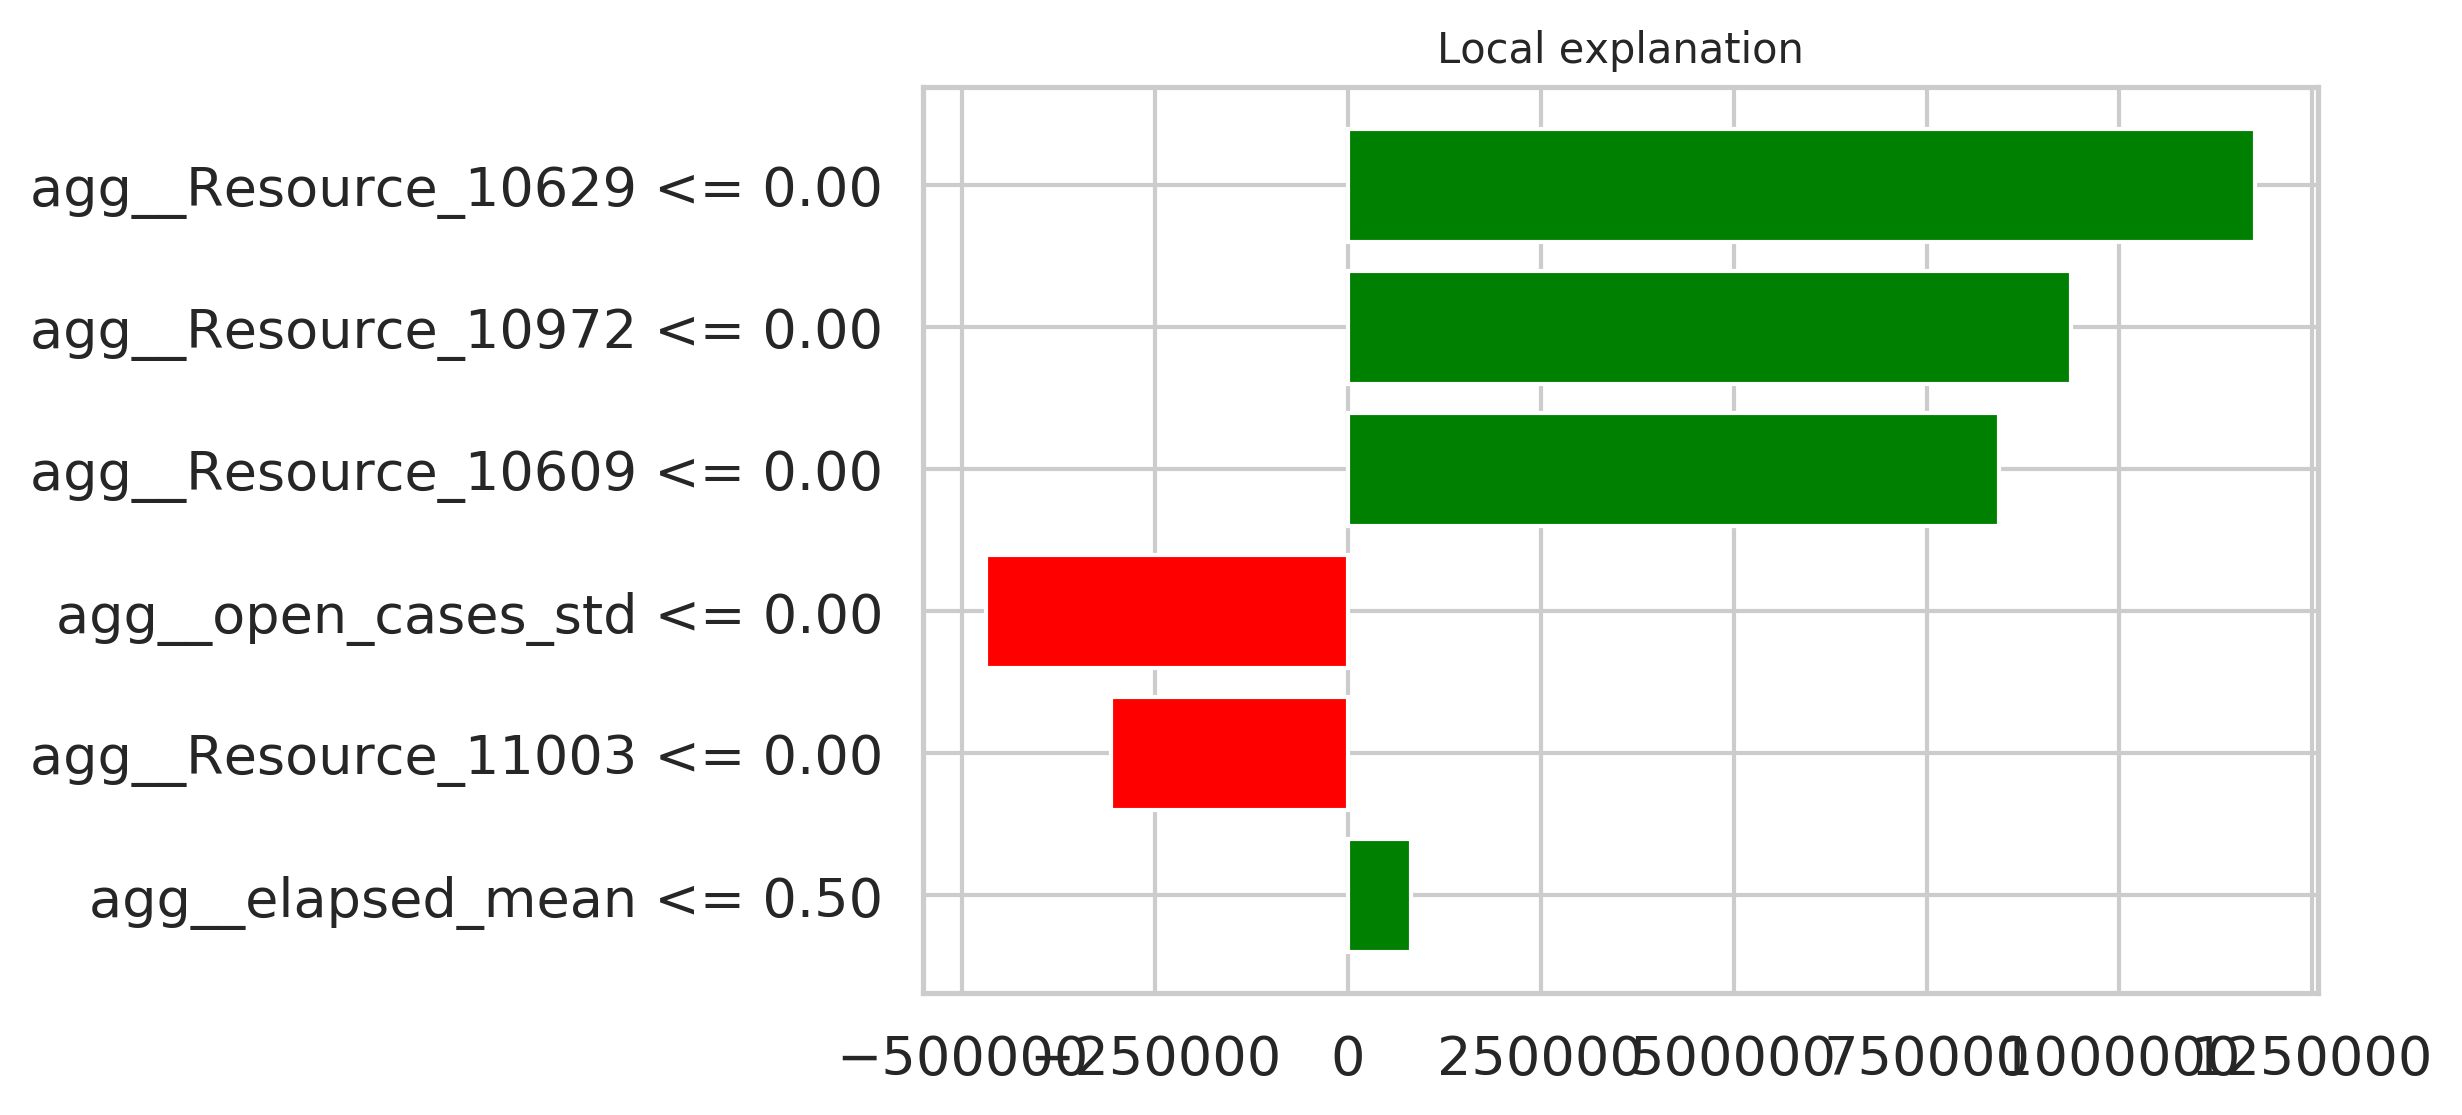 Local explanation
agg__Resource_10629 <= 0.00
agg__Resource_10972 <= 0.00
agg__Resource_10609 <= 0.00
agg__open_cases_std <= 0.00
agg__Resource_11003 <= 0.00
agg__elapsed_mean <= 0.50
−500000 −250000 0 250000 500000 750000 1000000 1250000